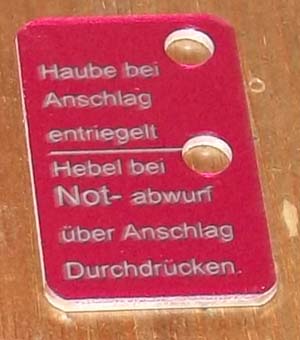 Haube bei
Anschlag
entriegelt
Hebel bei
Not- abwurf
über Anschlag
Durchdrücken.